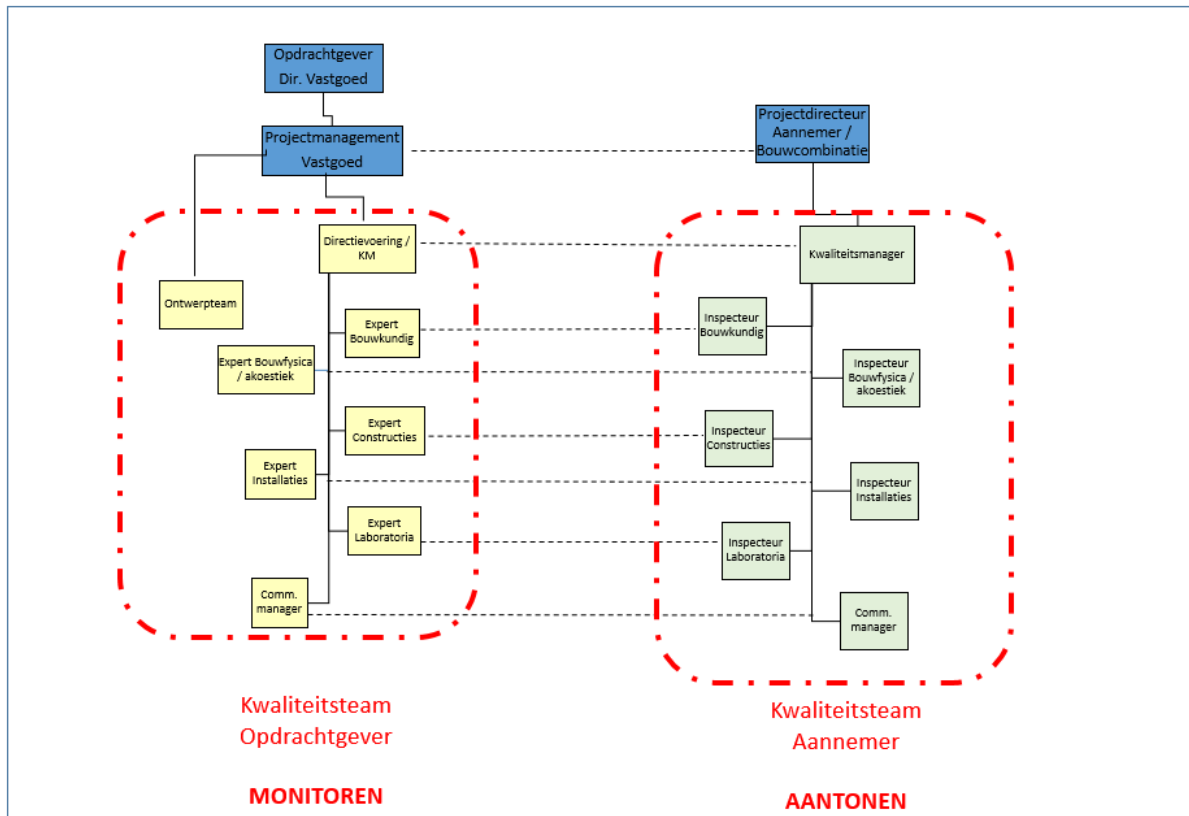 Opdrachtgever
Dir. Vastgoed
Projectmanagement
Vastgoed
Projectdirecteur
Aannemer /
Bouwcombinatie
Directievoering /
KM
Ontwerpteam
Expert
Bouwkundig
Expert Bouwfysica
/ akoestiek
Expert
Constructies
Expert
Installaties
Expert
Laboratoria
Comm.
manager
Kwaliteitsmanager
Inspecteur
Bouwkundig
Inspecteur
Bouwfysica /
akoestiek
Inspecteur
Constructies
Inspecteur
Installaties
Inspecteur
Laboratoria
Comm.
manager
Kwaliteitsteam
Opdrachtgever
MONITOREN
Kwaliteitsteam
Aannemer
AANTONEN